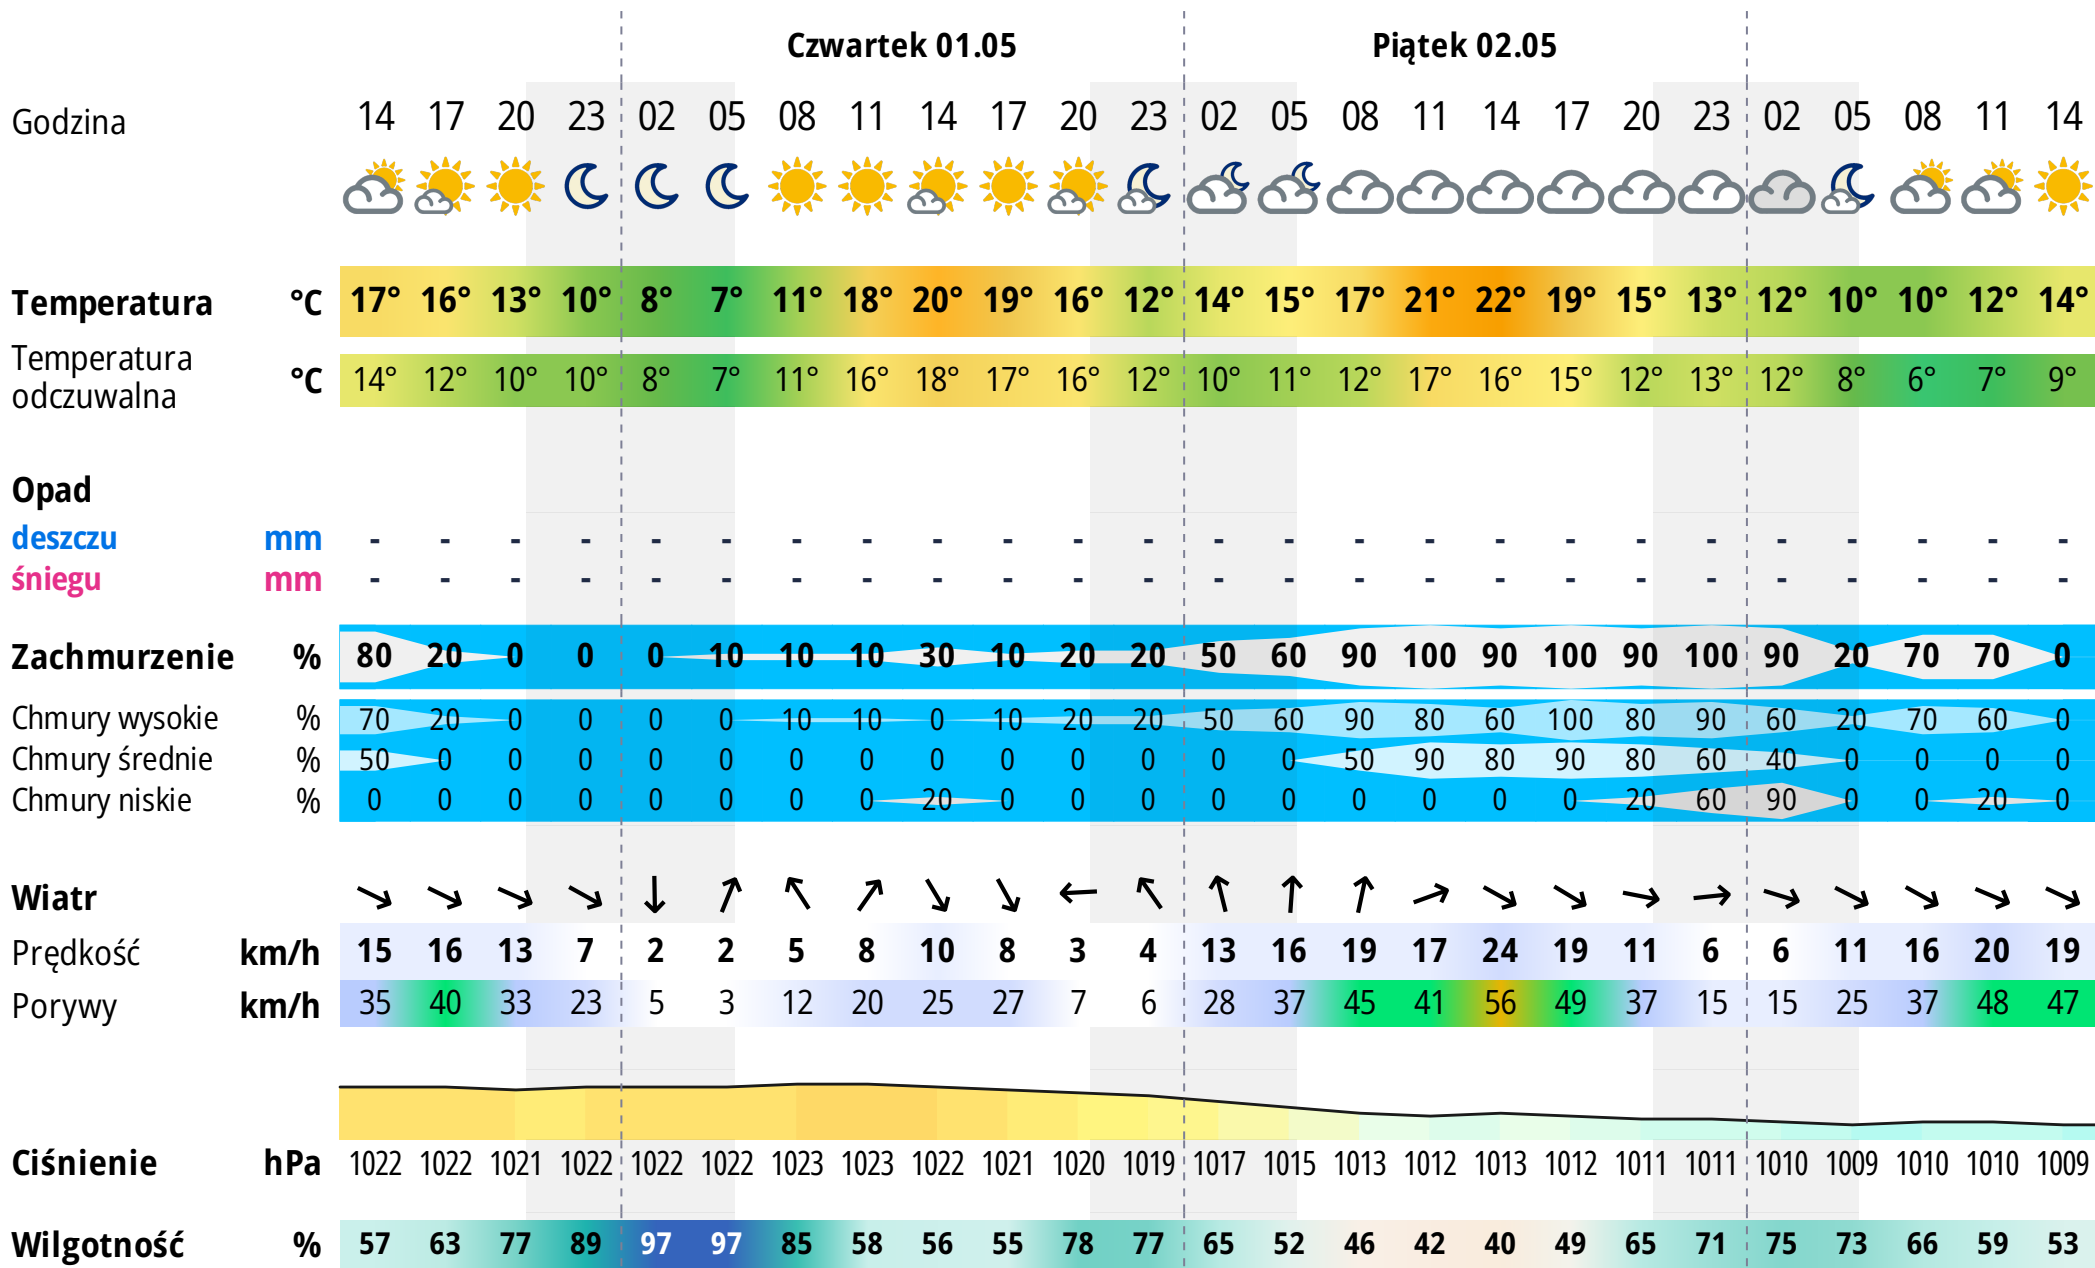 Czwartek 01.05 Piątek 02.05
Godzina 14 17 20 23 02 05 08 11 14 17 20 23 02 05 08 11 14 17 20 23 02 05 08 11 14
Temperatura °C 17° 16° 13° 10° 8° 7° 11° 18° 20° 19° 16° 12° 14° 15° 17° 21° 22° 19° 15° 13° 12° 10° 10° 12° 14°
Temperatura
odczuwalna °C 14° 12° 10° 10° 8° 7° 11° 16° 18° 17° 16° 12° 10° 11° 12° 17° 16° 15° 12° 13° 12° 8° 6° 7° 9°
Opad
deszczu mm - - - - - - - - - - - - - - - - - - - - - - - - -
śniegu mm - - - - - - - - - - - - - - - - - - - - - - - - -
Zachmurzenie % 80 20 0 0 0 10 10 10 30 10 20 20 50 60 90 100 90 100 90 100 90 20 70 70 0
Chmury wysokie % 70 20 0 0 0 0 10 10 0 10 20 20 50 60 90 80 60 100 80 90 60 20 70 60 0
Chmury średnie % 50 0 0 0 0 0 0 0 0 0 0 0 0 0 50 90 80 90 80 60 40 0 0 0 0
Chmury niskie % 0 0 0 0 0 0 0 0 20 0 0 0 0 0 0 0 0 0 20 60 90 0 0 20 0
Wiatr
Prędkość km/h 15 16 13 7 2 2 5 8 10 8 3 4 13 16 19 17 24 19 11 6 6 11 16 20 19
Porywy km/h 35 40 33 23 5 3 12 20 25 27 7 6 28 37 45 41 56 49 37 15 15 25 37 48 47
Ciśnienie hPa 1022 1022 1021 1022 1022 1022 1023 1023 1022 1021 1020 1019 1017 1015 1013 1012 1013 1012 1011 1011 1010 1009 1010 1010 1009
Wilgotność % 57 63 77 89 97 97 85 58 56 55 78 77 65 52 46 42 40 49 65 71 75 73 66 59 53